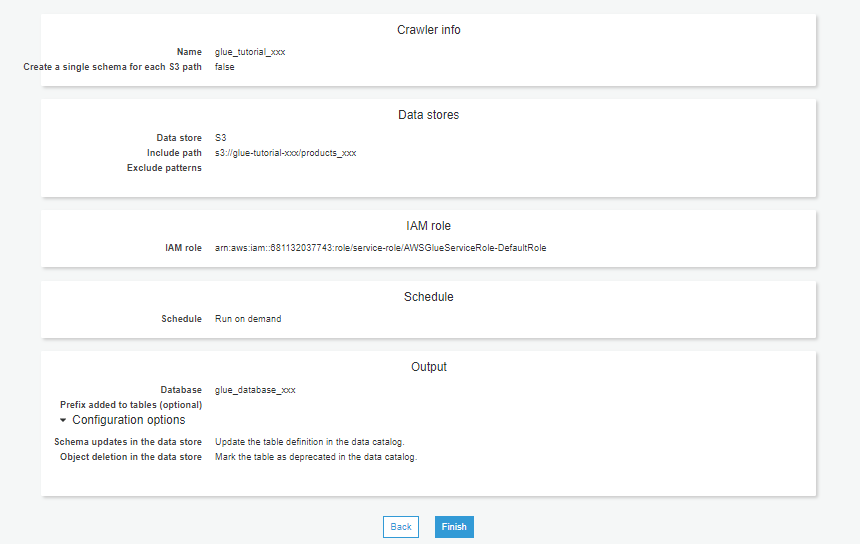 Crawler info
Name glue_tutorial_xxx
Create a single schema for each S3 path false
Data stores
Data store S3
Include path s3://glue-tutorial-xxx/products_xxx
Exclude patterns
IAM role
IAM role arn:aws:iam::681132037743:role/service-role/AWSGlueServiceRole-DefaultRole
Schedule
Schedule Run on demand
Output
Database glue_database_xxx
Prefix added to tables (optional)
Configuration options
Schema updates in the data store Update the table definition in the data catalog.
Object deletion in the data store Mark the table as deprecated in the data catalog.
Back Finish